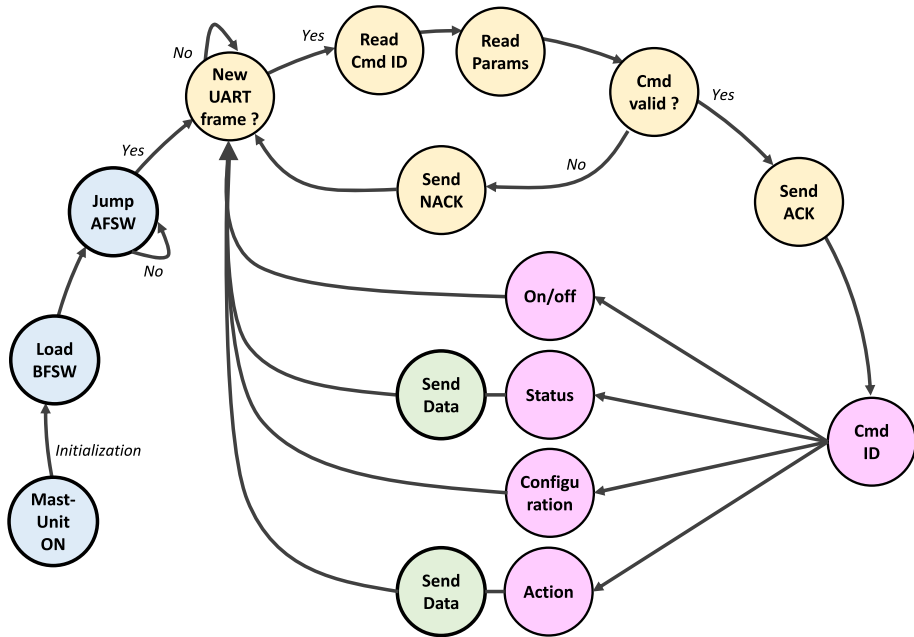 No
New
UART
frame ?
Yes
Read
Cmd ID
Read
Params
Cmd
valid ?
Yes
No
Send
NACK
Send
ACK
Yes
Jump
AFSW
No
Load
BFSW
Initialization
Mast-
Unit
ON
On/off
Send
Data
Status
Cmd
ID
Configu
ration
Send
Data
Action